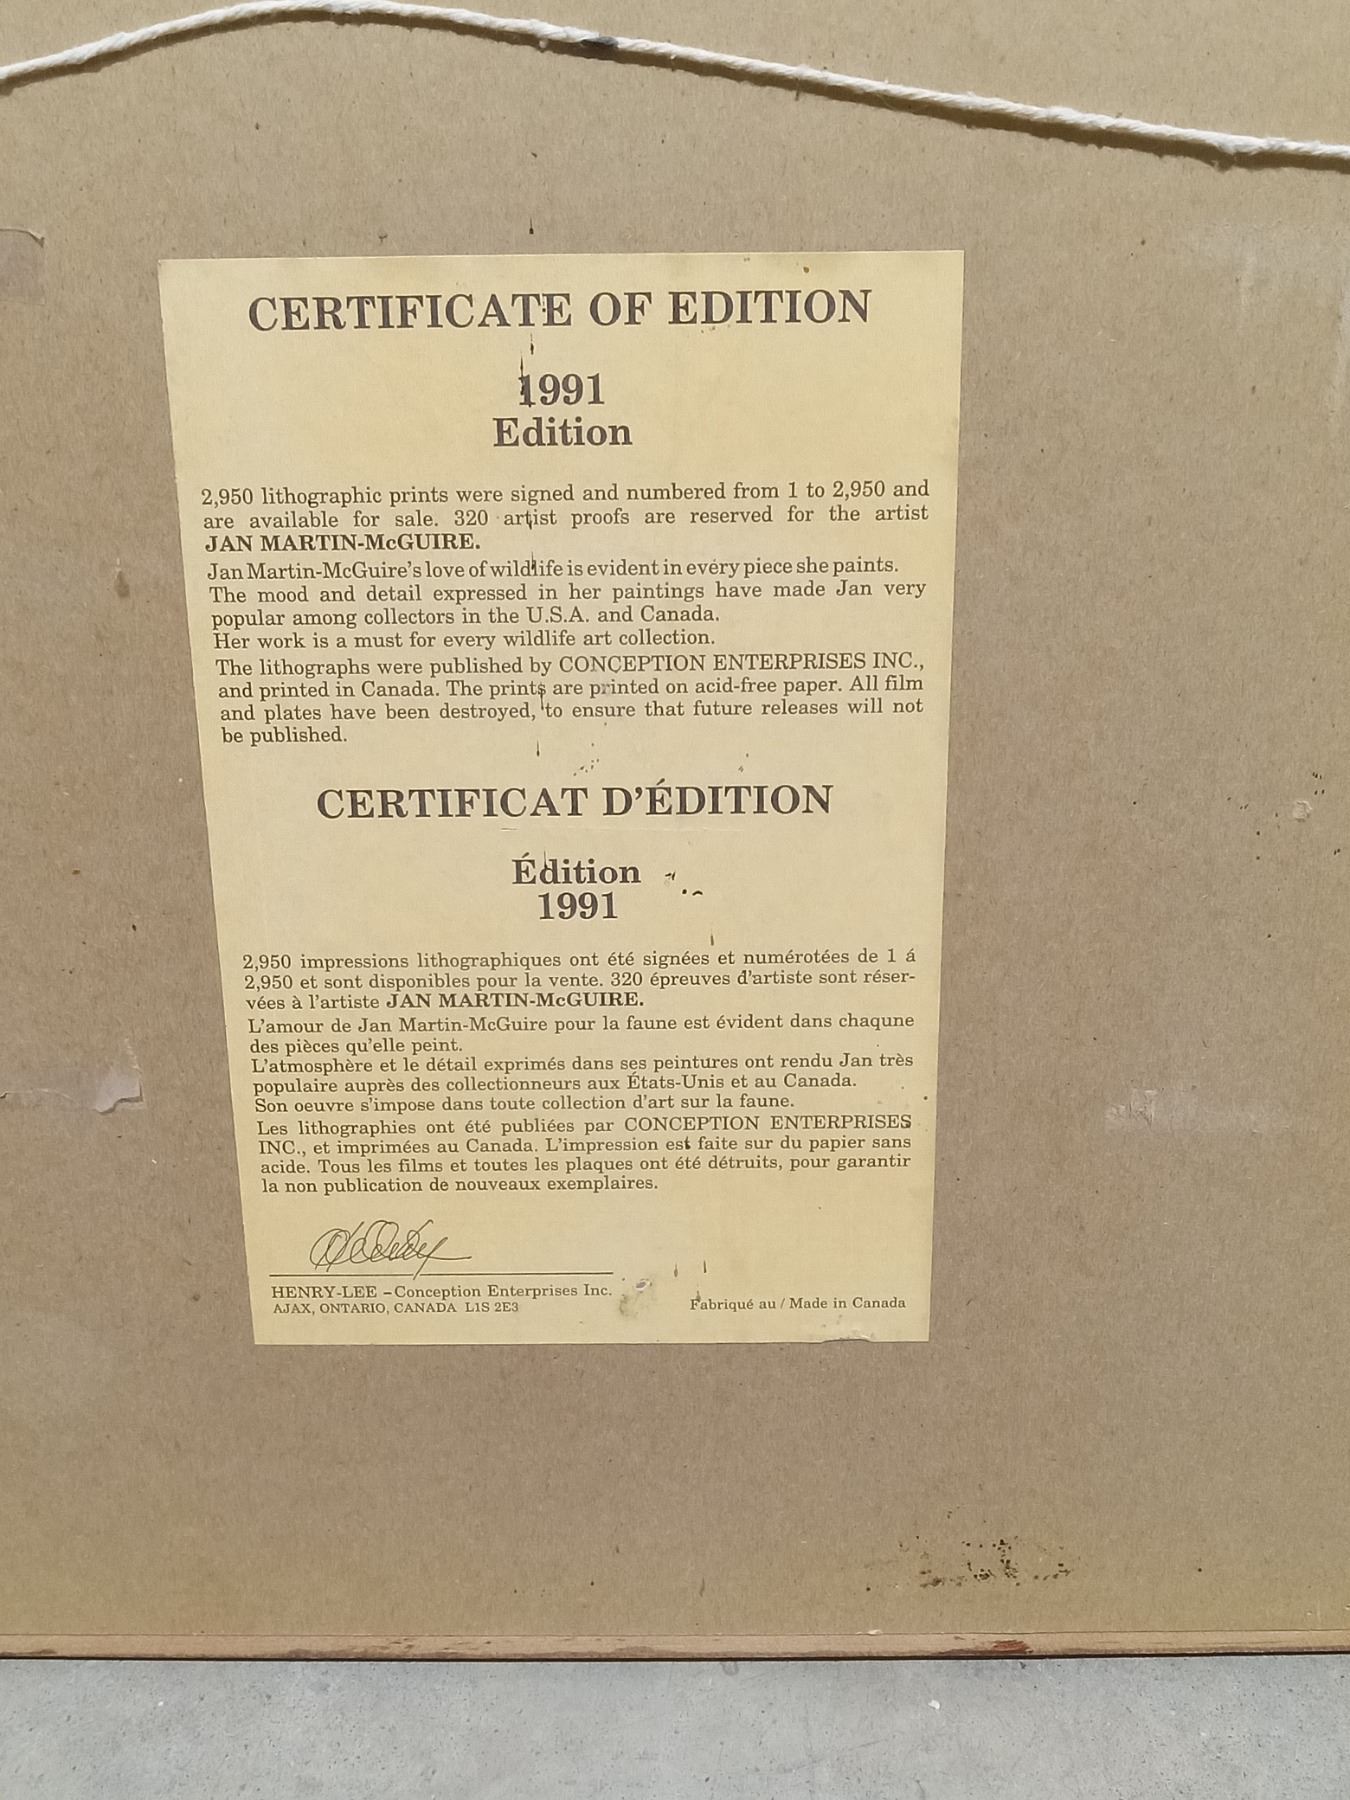 CERTIFICATE OF EDITION
1991
Edition
2,950 lithographic prints were signed and numbered from 1 to 2,950 and
are available for sale. 320 artist proofs are reserved for the artist
JAN MARTIN-McGUIRE.
Jan Martin-McGuire's love of wildlife is evident in every piece she paints.
The mood and detail expressed in her paintings have made Jan very
popular among collectors in the U.S.A. and Canada.
Her work is a must for every wildlife art collection.
The lithographs were published by CONCEPTION ENTERPRISES INC.,
and printed in Canada. The prints are printed on acid-free paper. All film
and plates have been destroyed, to ensure that future releases will not
be published.
CERTIFICAT D'ÉDITION
Édition
1991
2,950 impressions lithographiques ont été signées et numérotées de 1 á
2,950 et sont disponibles pour la vente. 320 épreuves d'artiste sont réser-
vées à l'artiste JAN MARTIN-McGUIRE.
L'amour de Jan Martin-McGuire pour la faune est évident dans chaqune
des pièces qu'elle peint.
L'atmosphère et le détail exprimés dans ses peintures ont rendu Jan très
populaire auprès des collectionneurs aux États-Unis et au Canada.
Son oeuvre s'impose dans toute collection d'art sur la faune.
Les lithographies ont été publiées par CONCEPTION ENTERPRISES
INC., et imprimées au Canada. L'impression est faite sur du papier sans
acide. Tous les films et toutes les plaques ont été détruits, pour garantir
la non publication de nouveaux exemplaires.
HENRY-LEE – Conception Enterprises Inc.
AJAX, ONTARIO, CANADA L1S 2E3
Fabriqué au / Made in Canada